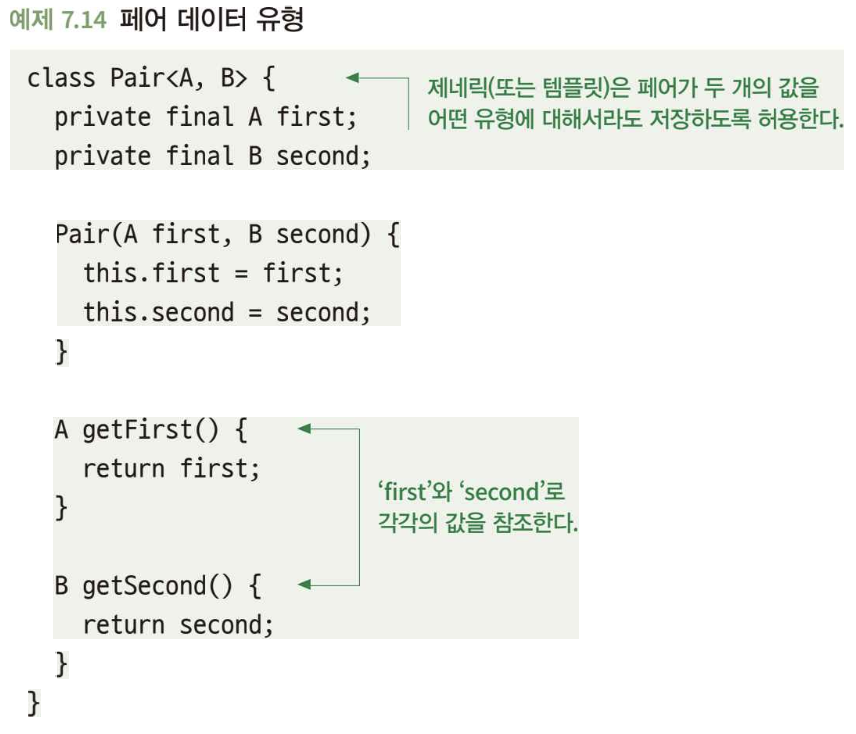 예제 7.14 페어 데이터 유형
class Pair<A, B> {
제네릭(또는 템플릿)은 페어가 두 개의 값을
어떤 유형에 대해서라도 저장하도록 허용한다.
private final A first;
private final B second;
Pair(A first, B second) {
this.first = first;
this.second = second;
}
A getFirst() {
return first;
}
‘first’와 ‘second’로
각각의 값을 참조한다.
B getSecond() {
return second;
}
}